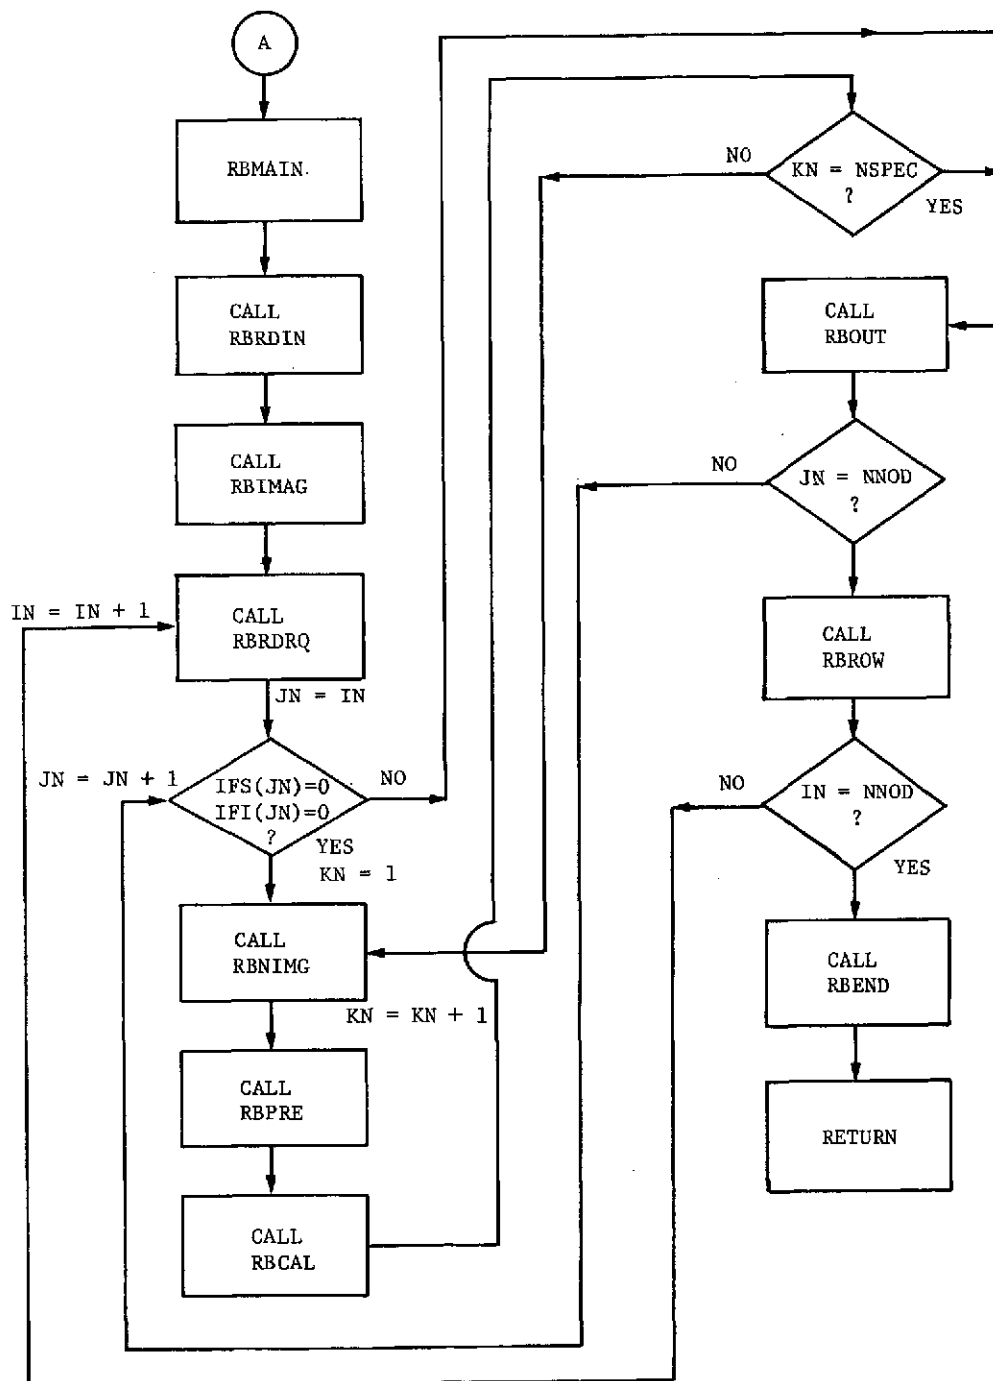 A
RBMAIN.
CALL
RBRDIN
CALL
RBIMAG
IN = IN + 1
CALL
RBRDRQ
JN = IN
JN = JN + 1
IFS(JN)=0
IFI(JN)=0
?
NO
YES
KN = 1
CALL
RBNIMG
KN = KN + 1
CALL
RBPRE
CALL
RBCAL
NO
KN = NSPEC
?
YES
CALL
RBOUT
NO
JN = NNOD
?
CALL
RBROW
NO
IN = NNOD
?
YES
CALL
RBEND
RETURN